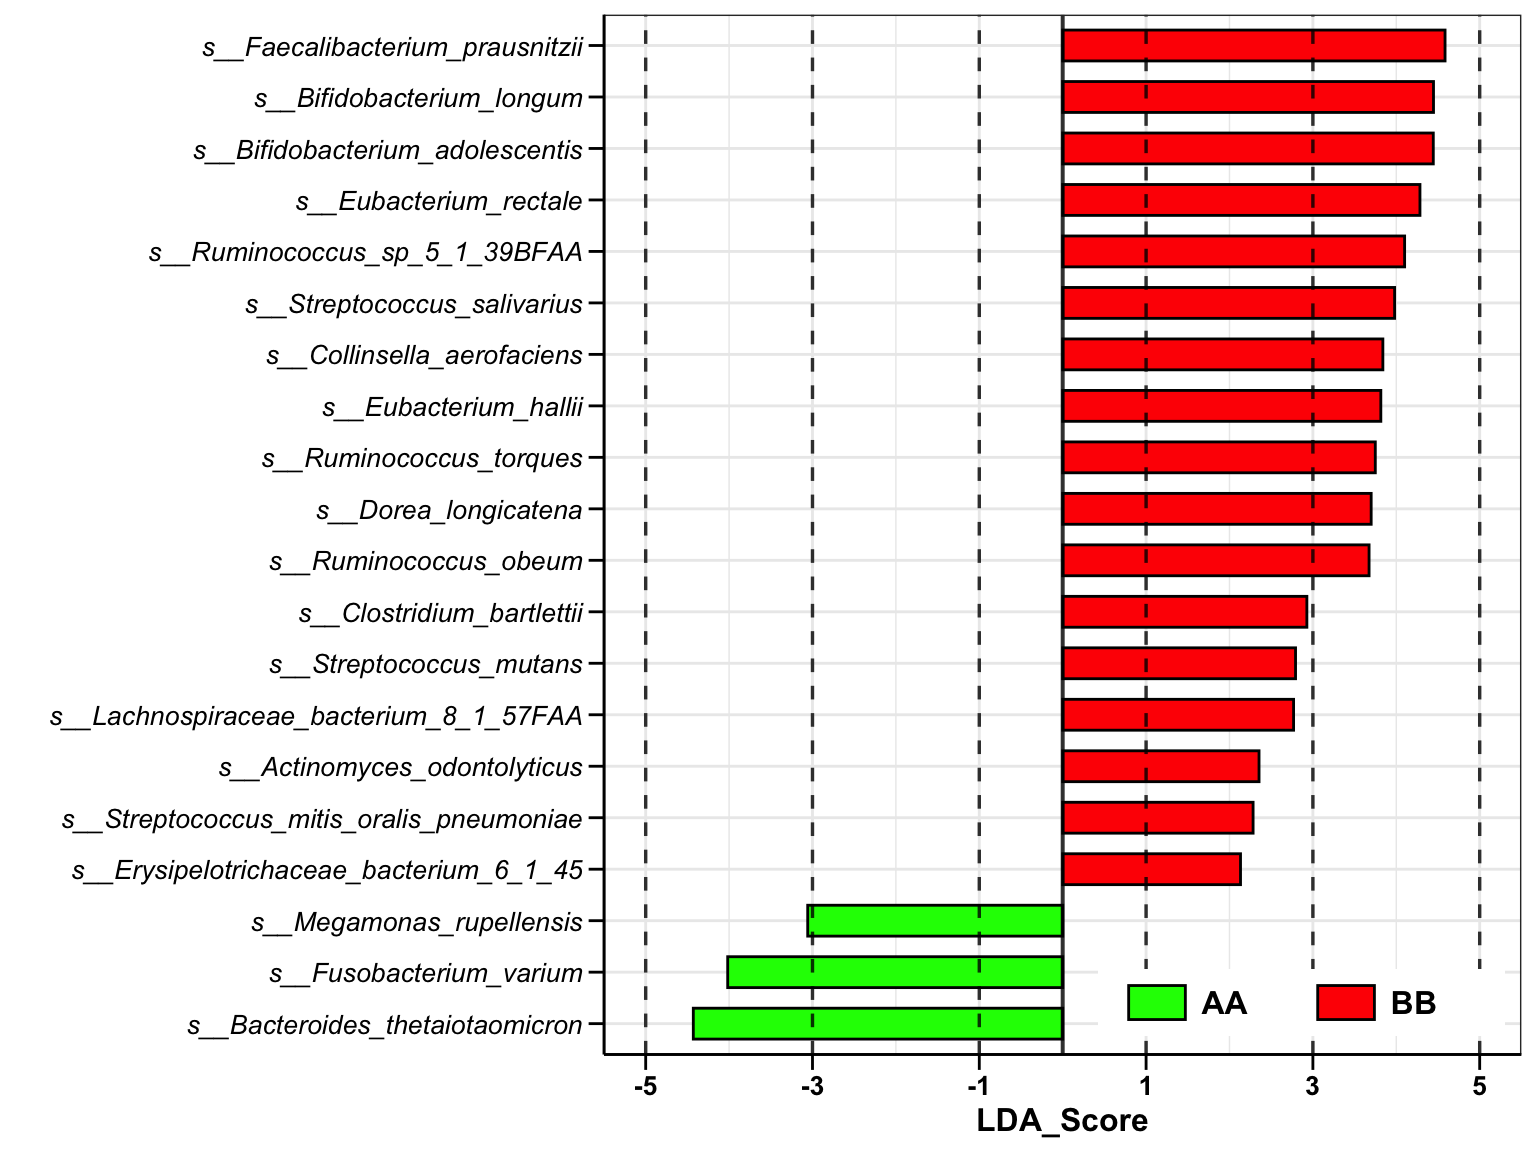 s__Faecalibacterium_prausnitzii
s__Bifidobacterium_longum
s__Bifidobacterium_adolescentis
s__Eubacterium_rectale
s__Ruminococcus_sp_5_1_39BFAA
s__Streptococcus_salivarius
s__Collinsella_aerofaciens
s__Eubacterium_hallii
s__Ruminococcus_torques
s__Dorea_longicatena
s__Ruminococcus_obeum
s__Clostridium_bartlettii
s__Streptococcus_mutans
s__Lachnospiraceae_bacterium_8_1_57FAA
s__Actinomyces_odontolyticus
s__Streptococcus_mitis_oralis_pneumoniae
s__Erysipelotrichaceae_bacterium_6_1_45
s__Megamonas_rupellensis
s__Fusobacterium_varium
s__Bacteroides_thetaiotaomicron
AA BB
-5 -3 -1 1 3 5
LDA_Score